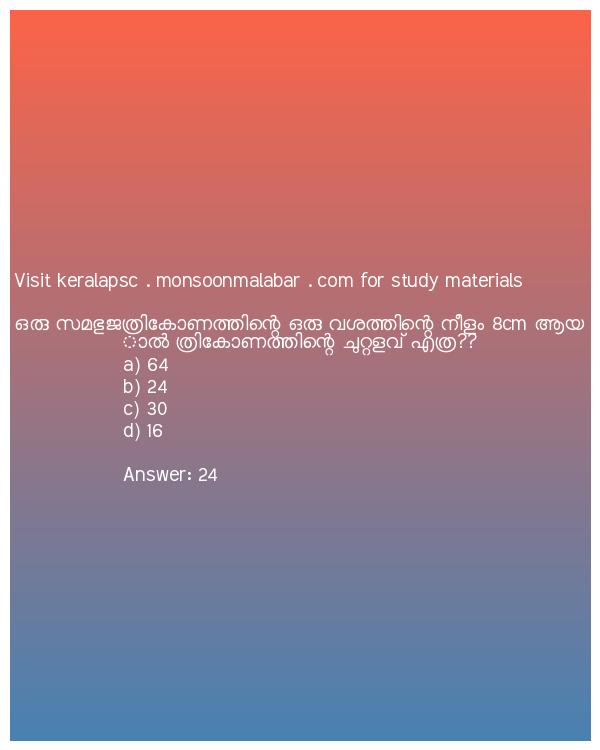 Visit keralapsc . monsoonmalabar . com for study materials
ഒരു സമഭുജത്രികോണത്തിന്റെ ഒരു വശത്തിന്റെ നീളം 8cm ആയ
ാൽ ത്രികോണത്തിന്റെ ചുറ്റളവ് എത്ര??
a) 64
b) 24
c) 30
d) 16
Answer: 24